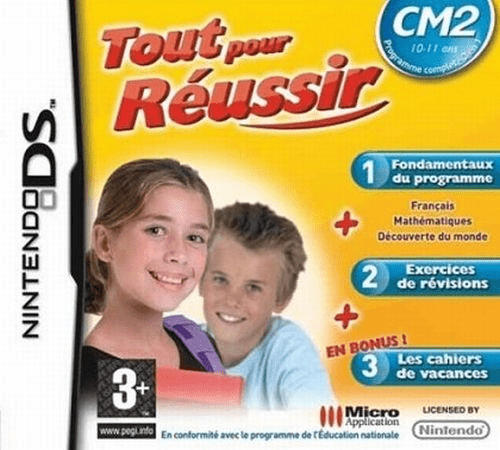 NINTENDODS™
Tout pour
Réussir
CM2
10-11 ans
1 Fondamentaux
du programme
+
Français
Mathématiques
Découverte du monde
2 Exercices
de révisions
+
EN BONUS !
3 Les cahiers
de vacances
3+
™
www.pegi.info
Micro
Application
LICENSED BY
Nintendo
En conformité avec le programme de l'Éducation nationale